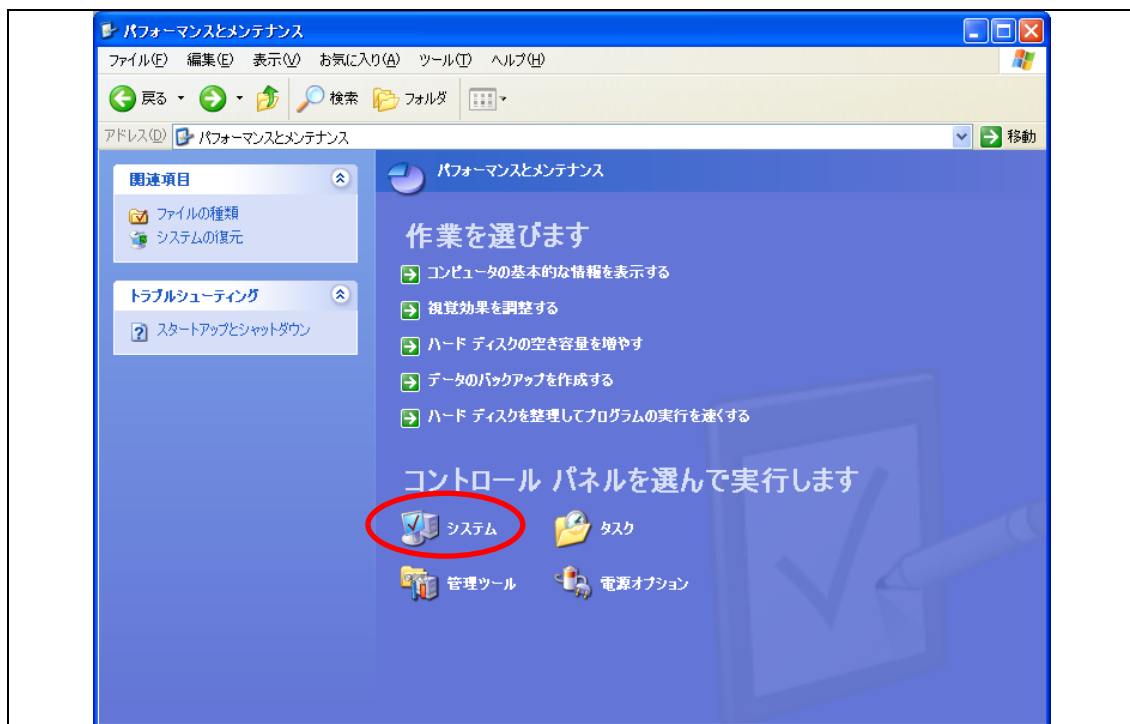 パフォーマンスとメンテナンス
ファイル(F) 編集(E) 表示(V) お気に入り(A) ツール(T) ヘルプ(H)
戻る 検索 フォルダ
アドレス(D) パフォーマンスとメンテナンス 移動
関連項目
ファイルの種類
システムの復元
トラブルシューティング
スタートアップとシャットダウン
パフォーマンスとメンテナンス
作業を選びます
コンピュータの基本的な情報を表示する
視覚効果を調整する
ハード ディスクの空き容量を増やす
データのバックアップを作成する
ハード ディスクを整理してプログラムの実行を速くする
コントロール パネルを選んで実行します
システム タスク
管理ツール 電源オプション